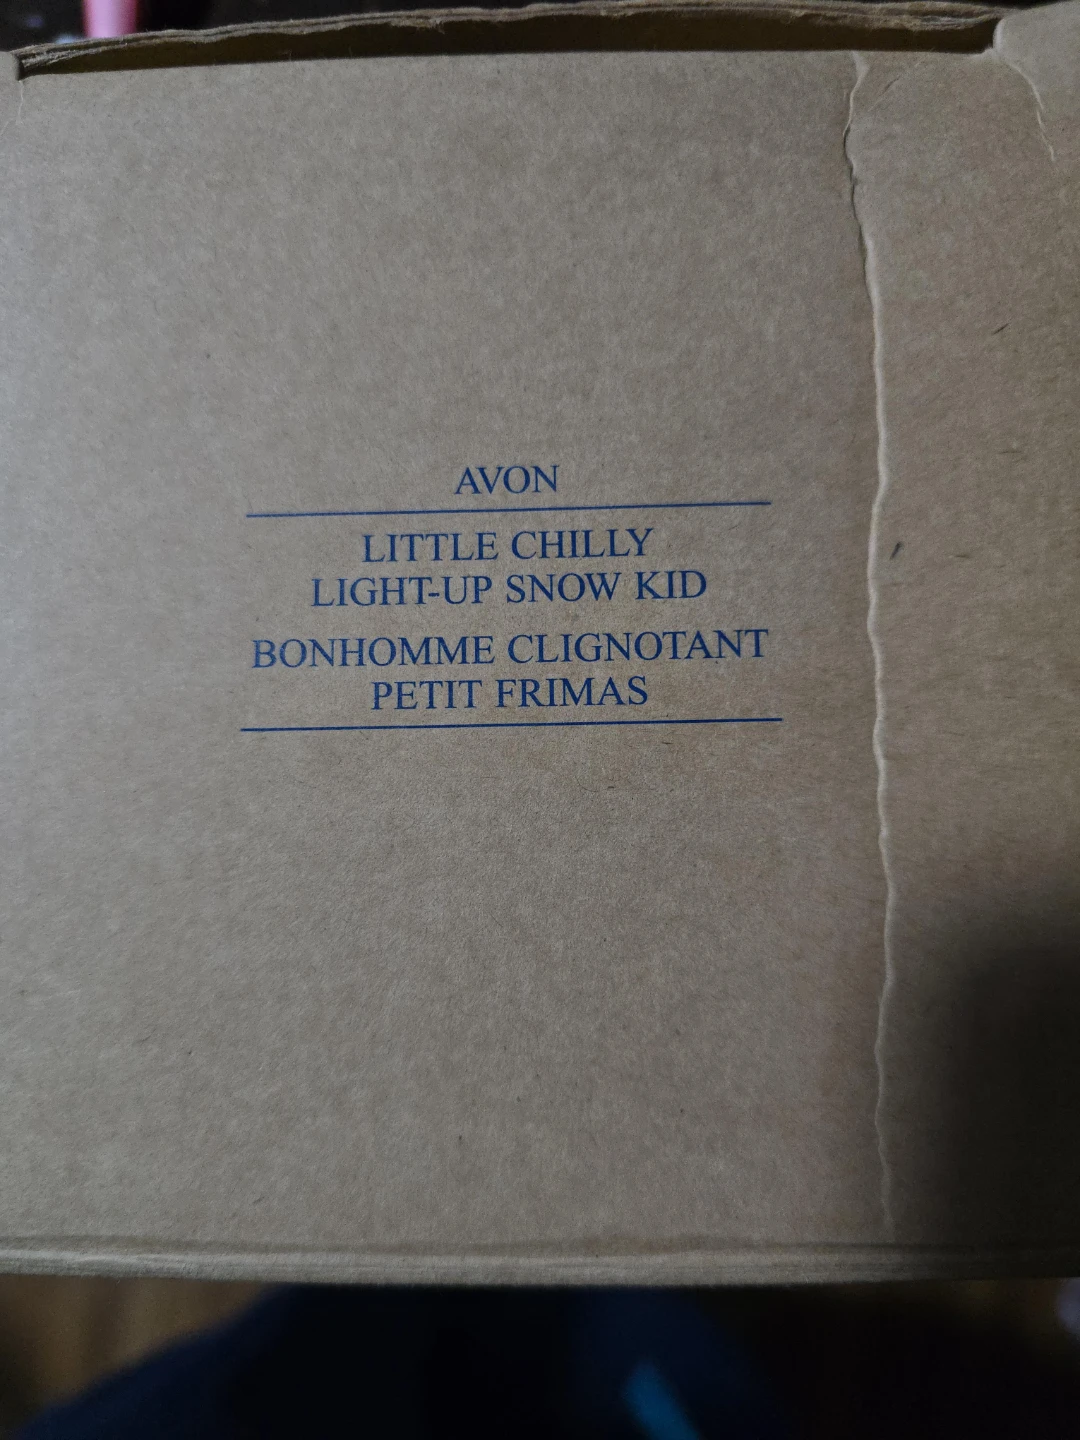 AVON
LITTLE CHILLY
LIGHT-UP SNOW KID
BONHOMME CLIGNOTANT
PETIT FRIMAS